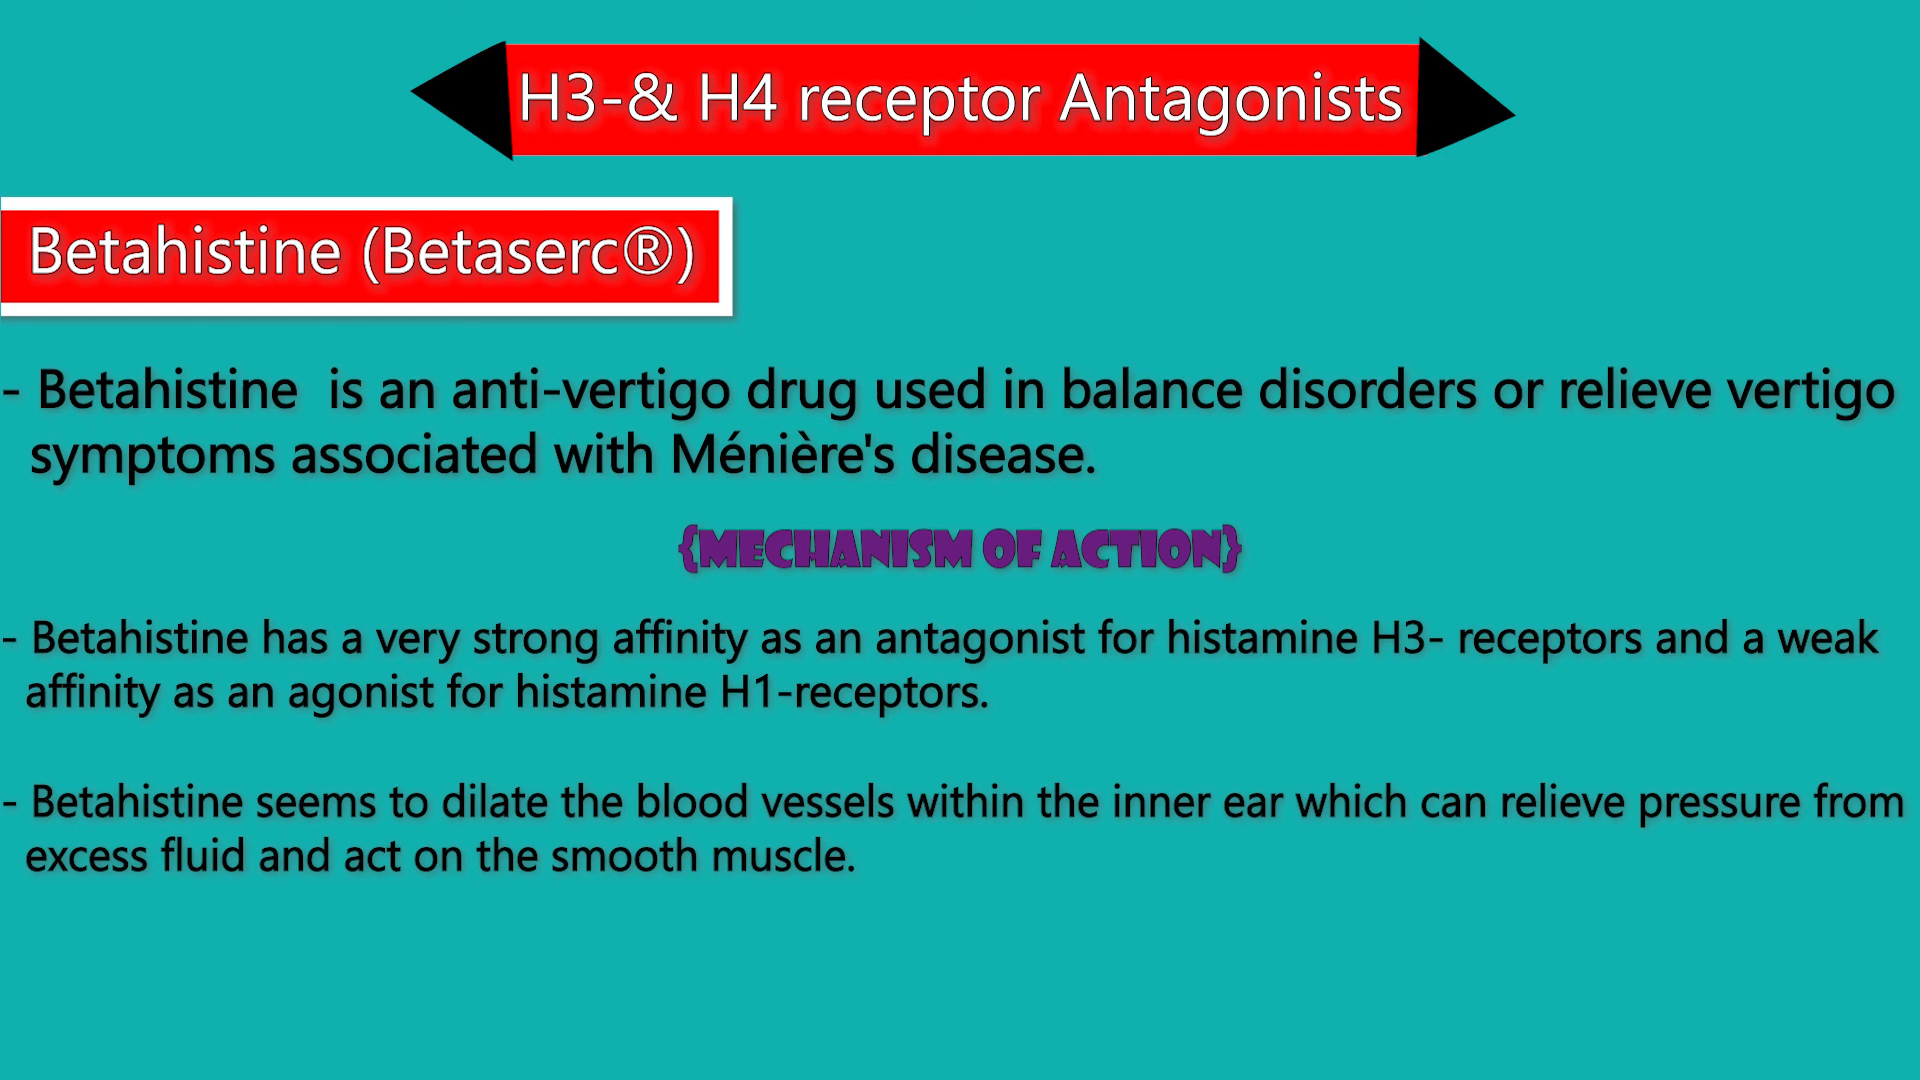 H3-& H4 receptor Antagonists
Betahistine (Betaserc®)
- Betahistine  is an anti-vertigo drug used in balance disorders or relieve vertigo
symptoms associated with Ménière's disease.
{MECHANISM OF ACTION}
- Betahistine has a very strong affinity as an antagonist for histamine H3- receptors and a weak
affinity as an agonist for histamine H1-receptors.
- Betahistine seems to dilate the blood vessels within the inner ear which can relieve pressure from
excess fluid and act on the smooth muscle.